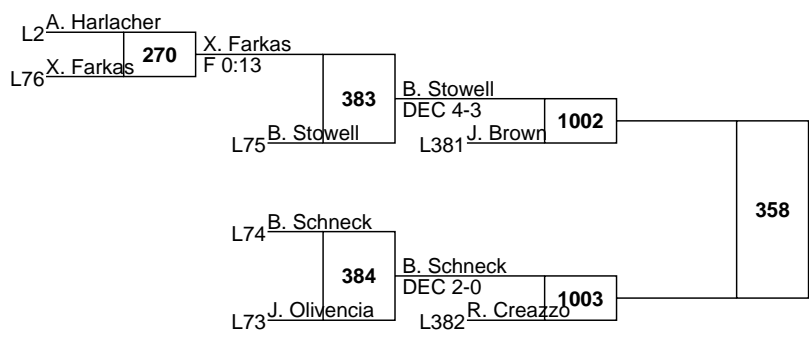 A. Harlacher
L2
270
X. Farkas
F 0:13
X. Farkas
L76
383
B. Stowell
DEC 4-3
1002
B. Stowell
L75
J. Brown
L381
358
B. Schneck
L74
384
B. Schneck
DEC 2-0
1003
J. Olivencia
L73
R. Creazzo
L382